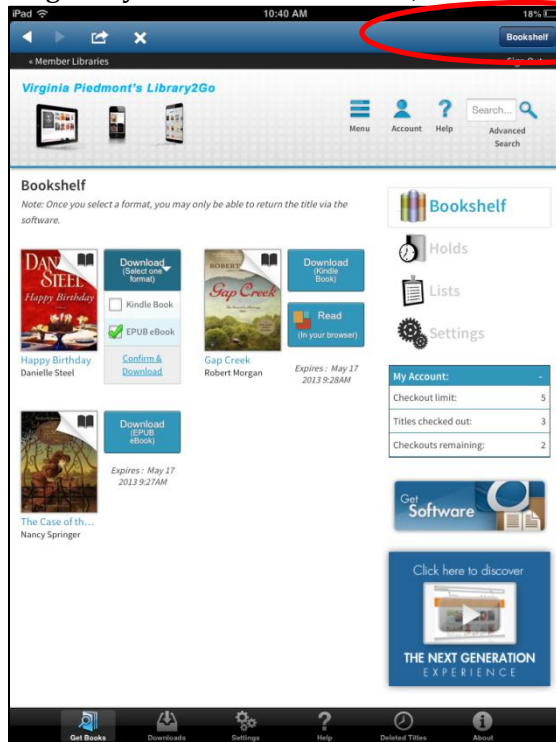 iPad 10:40 AM 18%
Bookshelf
« Member Libraries
Virginia Piedmont's Library2Go
Menu Account Help Search... Advanced Search
Bookshelf
Note: Once you select a format, you may only be able to return the title via the
software.
DANIELLE
STEEL
Happy Birthday
Download
(Select one
format)
Kindle Book
EPUB eBook
Confirm &
Download
Happy Birthday
Danielle Steel
ROBERT
Gap Creek
Download
(Kindle
Book)
Read
(In your browser)
Gap Creek
Robert Morgan
Expires : May 17
2013 9:28AM
Download
(EPUB
eBook)
Expires : May 17
2013 9:27AM
The Case of th...
Nancy Springer
Bookshelf
Holds
Lists
Settings
My Account: -
Checkout limit: 5
Titles checked out: 3
Checkouts remaining: 2
Get
Software
Click here to discover
THE NEXT GENERATION
EXPERIENCE
Get Books Downloads Settings Help Deleted Titles About